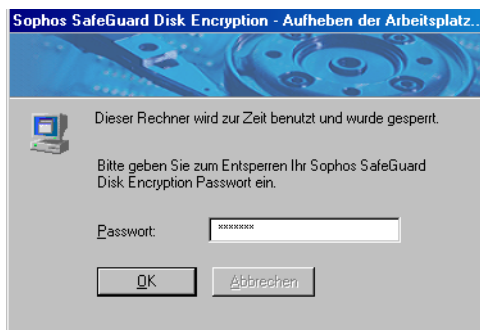 Sophos SafeGuard Disk Encryption - Aufheben der Arbeitsplatz...
Dieser Rechner wird zur Zeit benutzt und wurde gesperrt.
Bitte geben Sie zum Entsperren Ihr Sophos SafeGuard
Disk Encryption Passwort ein.
Passwort: xxxxxxx
OK Abbrechen